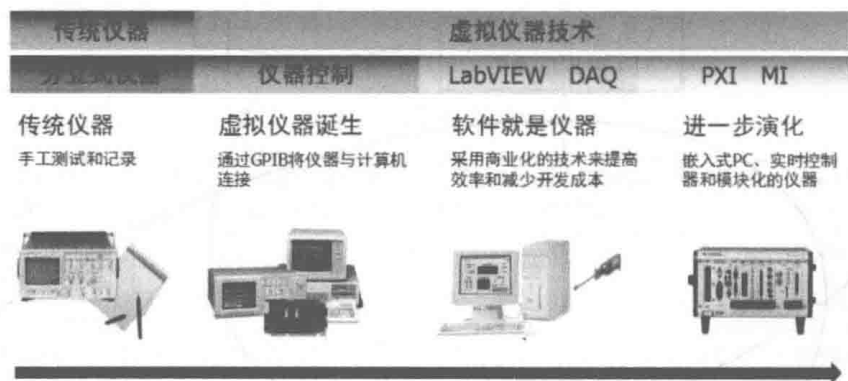 传统仪器
虚拟仪器技术
分立式仪器
仪器控制
LabVIEW DAQ
PXI MI
传统仪器
手工测试和记录
虚拟仪器诞生
通过GPIB将仪器与计算机
连接
软件就是仪器
采用商业化的技术来提高
效率和减少开发成本
进一步演化
嵌入式PC、实时控制
器和模块化的仪器